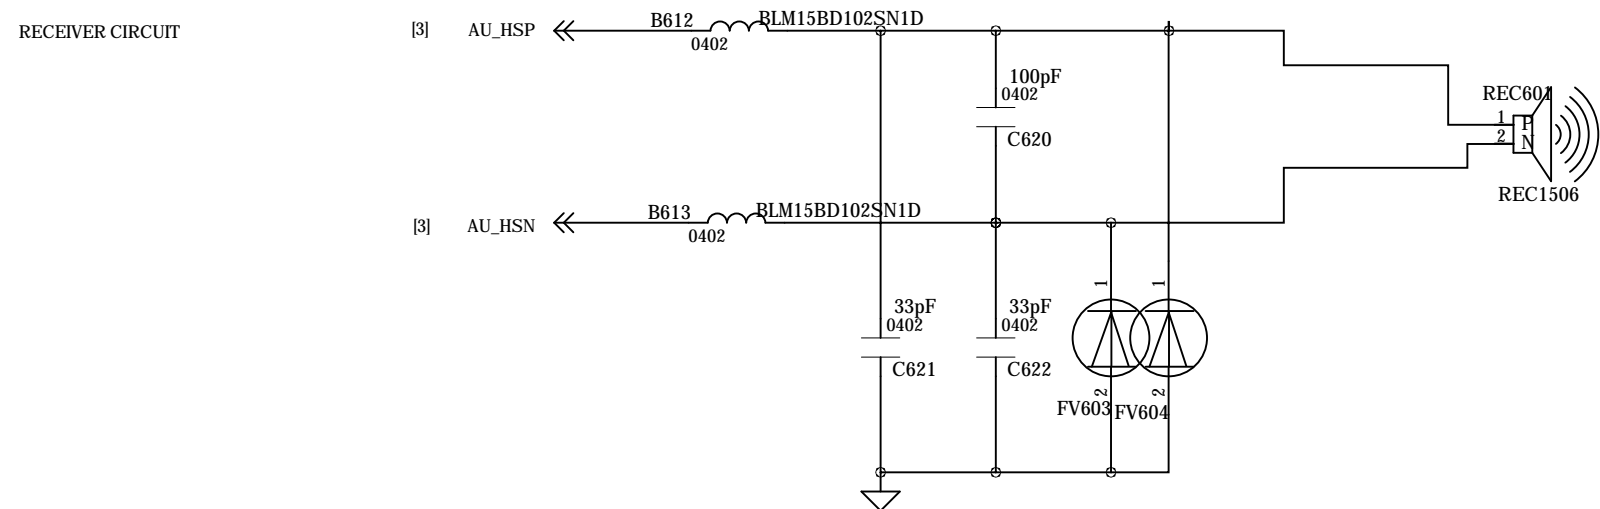 RECEIVER CIRCUIT
[3] AU_HSP
B612
BLM15BD102SN1D
0402
100pF
0402
C620
REC601
1 P
2 N
REC1506
[3] AU_HSN
B613
BLM15BD102SN1D
0402
1
1
33pF
0402
C621
33pF
0402
C622
2
2
FV603
FV604